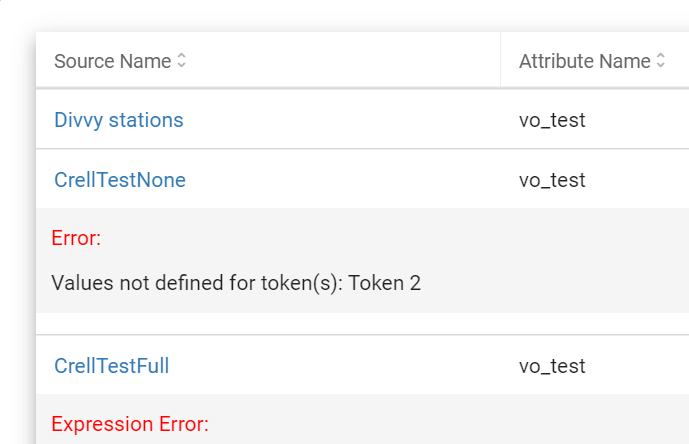 Source Name Attribute Name
Divvy stations vo_test
CrellTestNone vo_test
Error:
Values not defined for token(s): Token 2
CrellTestFull vo_test
Expression Error: